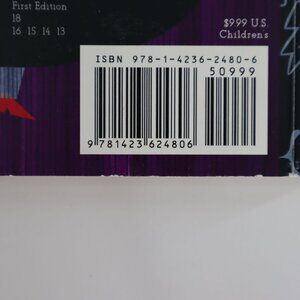 First Edition
18
16 15 14 13
$9.99 U.S.
Children's
ISBN 978-1-4236-2480-6
50999
9 781423 624806